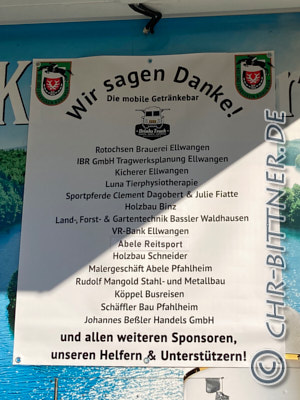 Wir sagen Danke!
Die mobile Getränkebar
Rotochsen Brauerei Ellwangen
IBR GmbH Tragwerksplanung Ellwangen
Kicherer Ellwangen
Luna Tierphysiotherapie
Sportpferde Clement Dagobert & Julie Fiatte
Holzbau Binz
Land-, Forst- & Gartentechnik Bassler Waldhausen
VR-Bank Ellwangen
Abele Reitsport
Holzbau Schneider
Malergeschäft Abele Pfahlheim
Rudolf Mangold Stahl- und Metallbau
Köppel Busreisen
Schäffler Bau Pfahlheim
Johannes Beßler Handels GmbH
und allen weiteren Sponsoren,
unseren Helfern & Unterstützern!
© CHR-BITTNER.DE